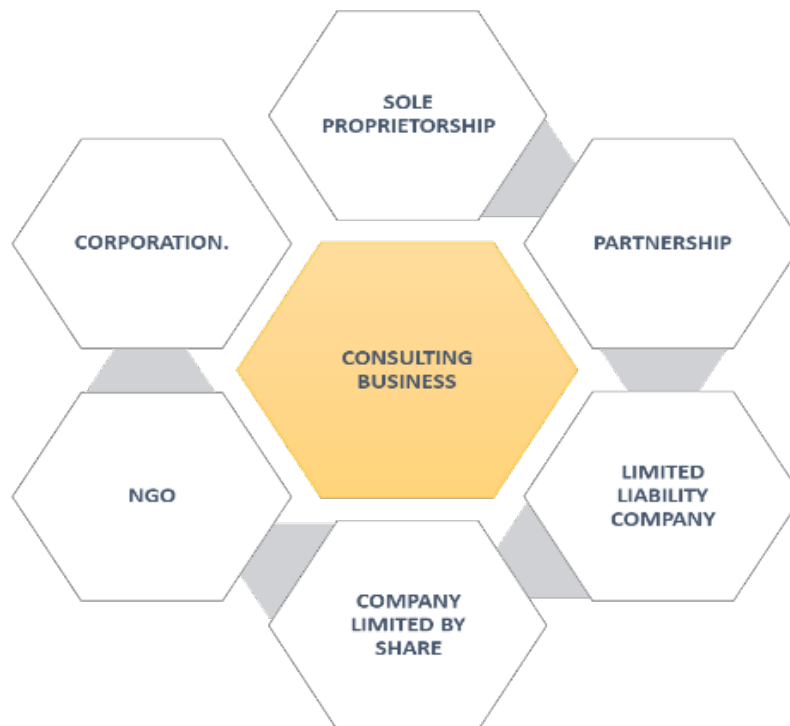 SOLE
PROPRIETORSHIP
CORPORATION.
PARTNERSHIP
CONSULTING
BUSINESS
NGO
LIMITED
LIABILITY
COMPANY
COMPANY
LIMITED BY
SHARE